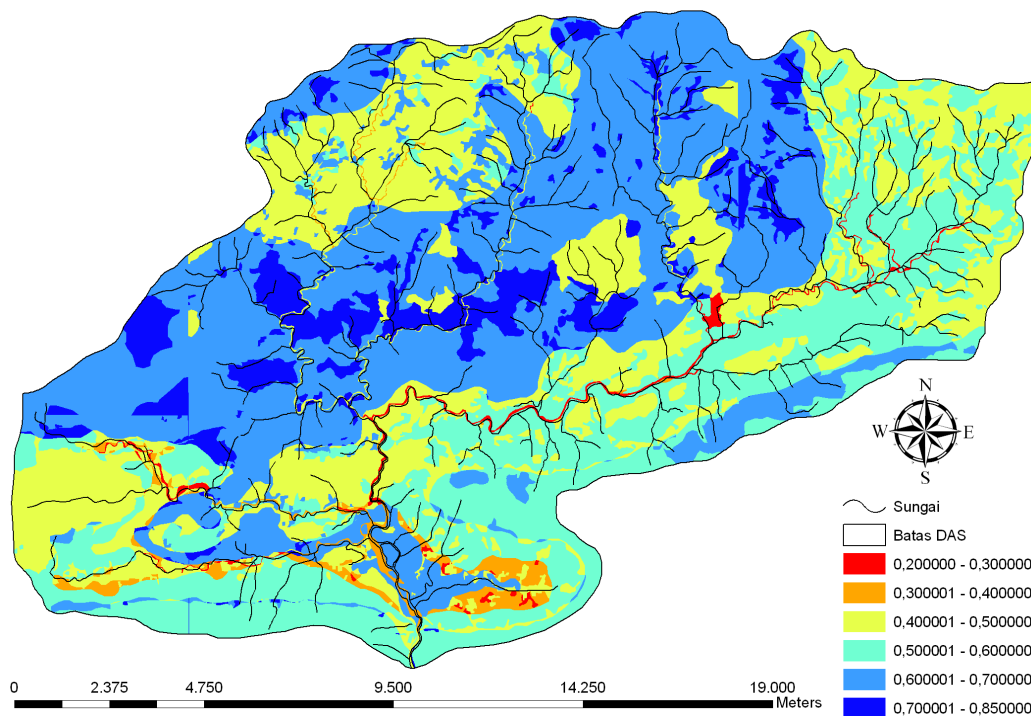 N
W E
S
Sungai
Batas DAS
0,200000 - 0,300000
0,300001 - 0,400000
0,400001 - 0,500000
0,500001 - 0,600000
0,600001 - 0,700000
0,700001 - 0,850000
0 2.375 4.750 9.500 14.250 19.000
Meters